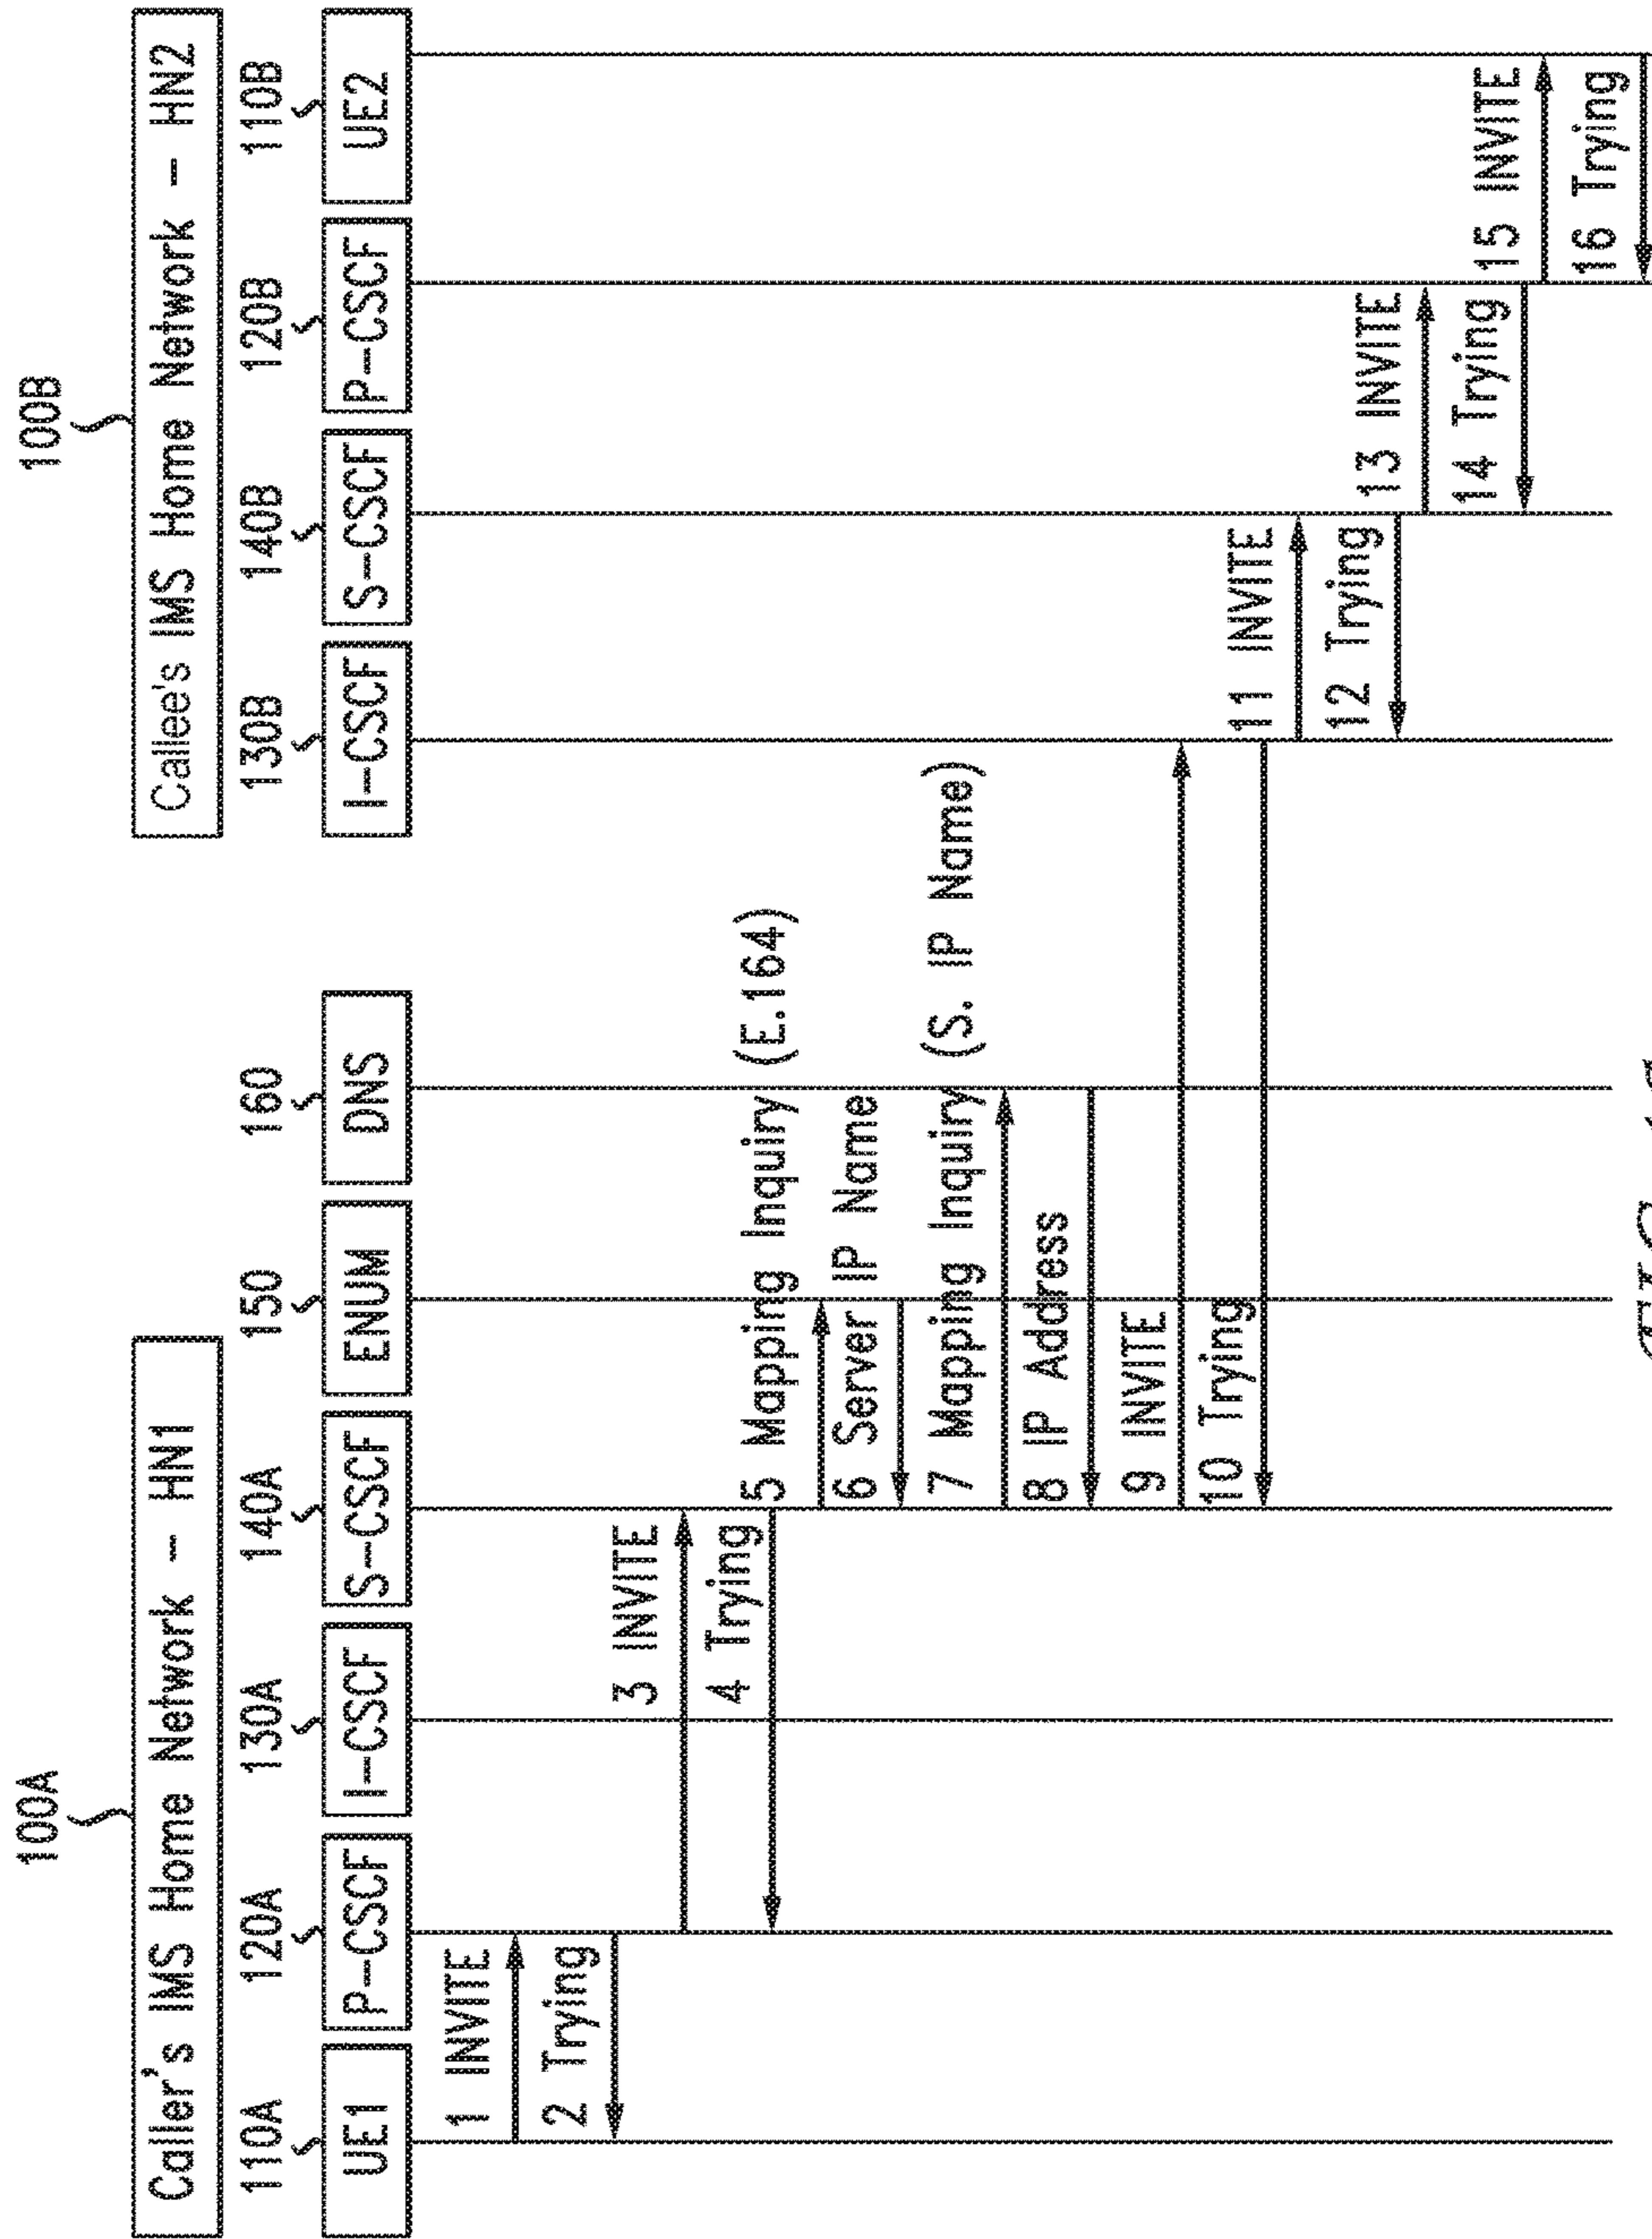 100A
100B
Caller's IMS Home Network – HN1
Callee's IMS Home Network – HN2
110A
120A
130A
140A
150
160
130B
140B
120B
110B
UE1
P–CSCF
I–CSCF
S–CSCF
ENUM
DNS
I–CSCF
S–CSCF
P–CSCF
UE2
1 INVITE
2 Trying
3 INVITE
4 Trying
5 Mapping Inquiry (E.164)
6 Server IP Name
7 Mapping Inquiry (S. IP Name)
8 IP Address
9 INVITE
10 Trying
11 INVITE
12 Trying
13 INVITE
14 Trying
15 INVITE
16 Trying